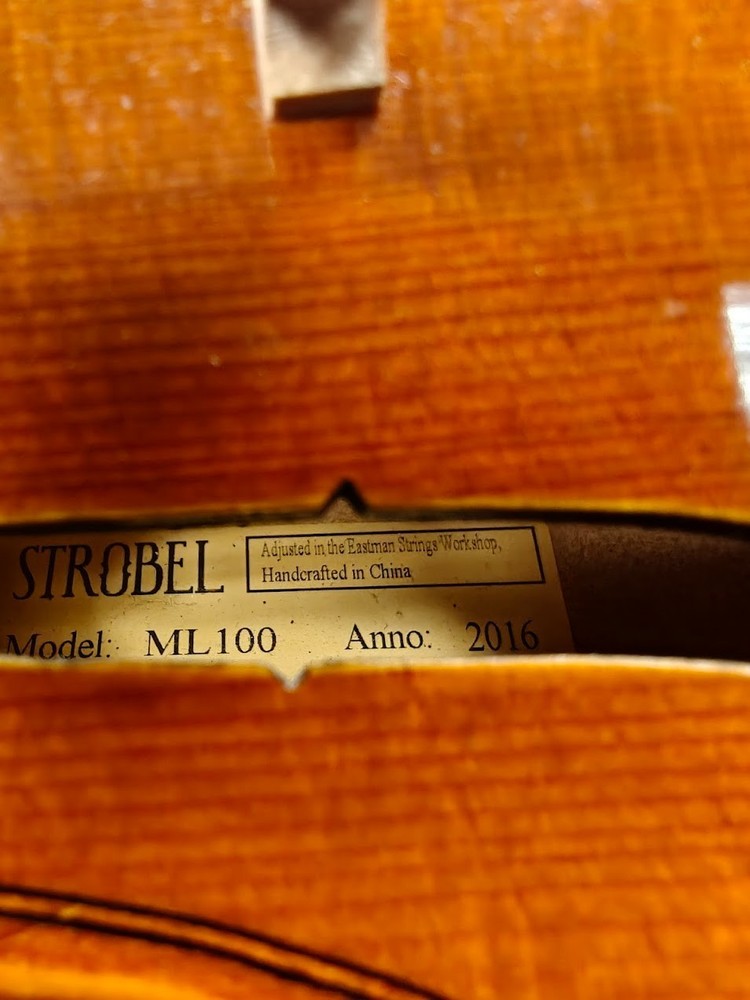 STROBEL
Adjusted in the Eastman Strings Workshop,
Handcrafted in China
Model: ML100 Anno: 2016